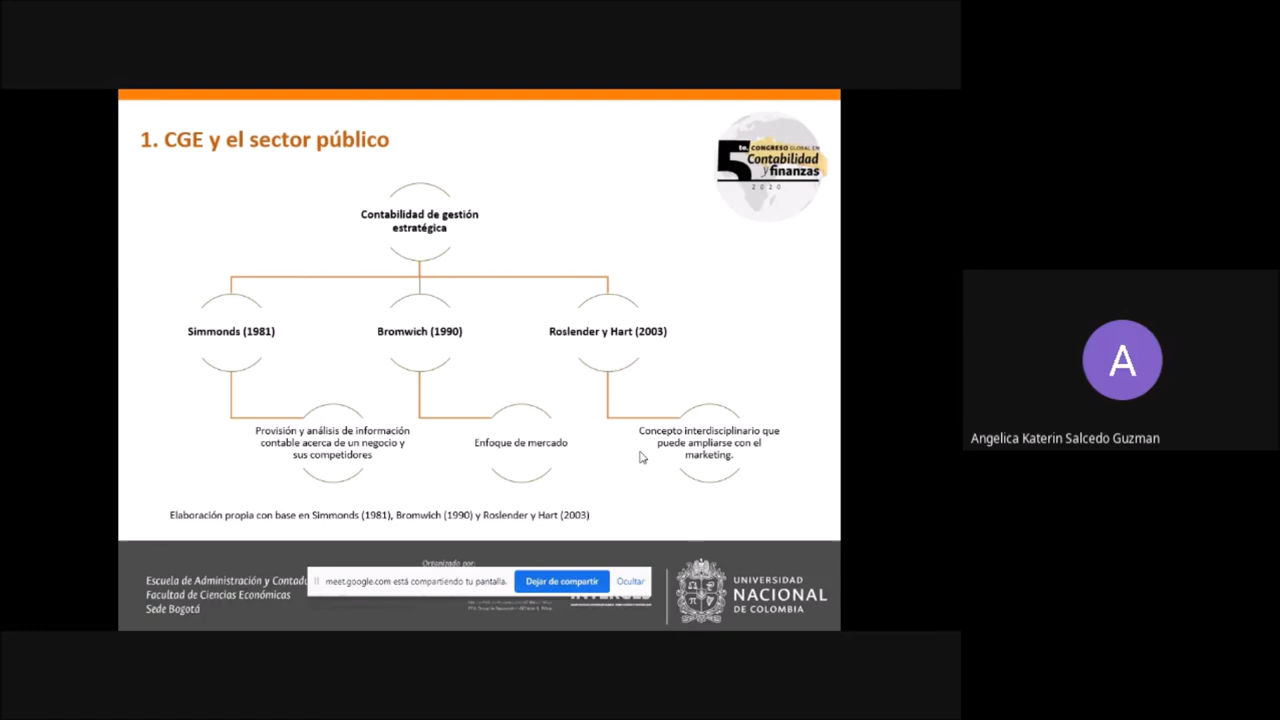 1. CGE y el sector público
5to. CONGRESO GLOBAL EN
Contabilidad
y finanzas
2020
Contabilidad de gestión
estratégica
Simmonds (1981)
Bromwich (1990)
Roslender y Hart (2003)
Provisión y análisis de información
contable acerca de un negocio y
sus competidores
Enfoque de mercado
Concepto interdisciplinario que
puede ampliarse con el
marketing.
Elaboración propia con base en Simmonds (1981), Bromwich (1990) y Roslender y Hart (2003)
Escuela de Administración y Contadu
Facultad de Ciencias Económicas
Sede Bogotá
Organizado por:
meet.google.com está compartiendo tu pantalla.
Dejar de compartir
Ocultar
UNIVERSIDAD
NACIONAL
DE COLOMBIA
A
Angelica Katerin Salcedo Guzman